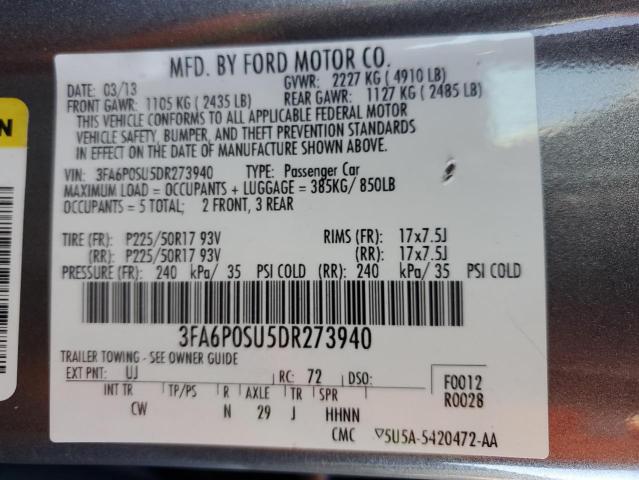 MFD. BY FORD MOTOR CO.
DATE: 03/13 GVWR: 2227 KG ( 4910 LB)
FRONT GAWR: 1105 KG ( 2435 LB) REAR GAWR: 1127 KG ( 2485 LB)
THIS VEHICLE CONFORMS TO ALL APPLICABLE FEDERAL MOTOR
VEHICLE SAFETY, BUMPER, AND THEFT PREVENTION STANDARDS
IN EFFECT ON THE DATE OF MANUFACTURE SHOWN ABOVE.
VIN: 3FA6P0SU5DR273940 TYPE: Passenger Car
MAXIMUM LOAD = OCCUPANTS + LUGGAGE = 385KG/ 850LB
OCCUPANTS = 5 TOTAL; 2 FRONT, 3 REAR
TIRE (FR): P225/50R17 93V RIMS (FR): 17x7.5J
(RR): P225/50R17 93V (RR): 17x7.5J
PRESSURE (FR): 240 kPa/ 35 PSI COLD (RR): 240 kPa/ 35 PSI COLD
3FA6P0SU5DR273940
TRAILER TOWING - SEE OWNER GUIDE
EXT PNT: UJ RC: 72 DSO: F0012
INT TR TP/PS R AXLE TR SPR R0028
CW N 29 J HHNN
CMC 5U5A-5420472-AA